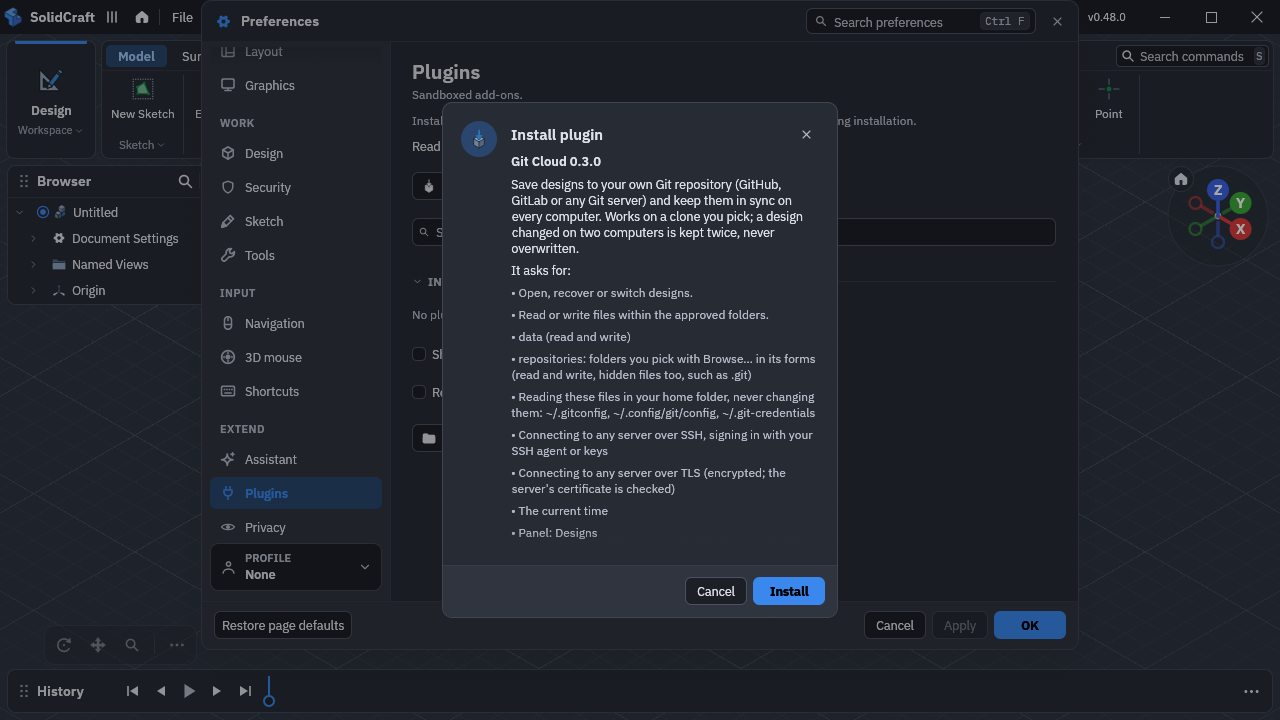 SolidCraft
File
Preferences
Search preferences
Ctrl F
v0.48.0
Design
Workspace
Model
New Sketch
Sketch
Search commands
S
Point
Layout
Graphics
WORK
Design
Security
Sketch
Tools
INPUT
Navigation
3D mouse
Shortcuts
EXTEND
Assistant
Plugins
Privacy
PROFILE
None
Browser
Untitled
Document Settings
Named Views
Origin
Plugins
Sandboxed add-ons.
installation.
Read
Install plugin
Git Cloud 0.3.0
Save designs to your own Git repository (GitHub,
GitLab or any Git server) and keep them in sync on
every computer. Works on a clone you pick; a design
changed on two computers is kept twice, never
overwritten.
It asks for:
• Open, recover or switch designs.
• Read or write files within the approved folders.
• data (read and write)
• repositories: folders you pick with Browse... in its forms
(read and write, hidden files too, such as .git)
• Reading these files in your home folder, never changing
them: ~/.gitconfig, ~/.config/git/config, ~/.git-credentials
• Connecting to any server over SSH, signing in with your
SSH agent or keys
• Connecting to any server over TLS (encrypted; the
server's certificate is checked)
• The current time
• Panel: Designs
Cancel
Install
Z
Y
X
Restore page defaults
Cancel
Apply
OK
History